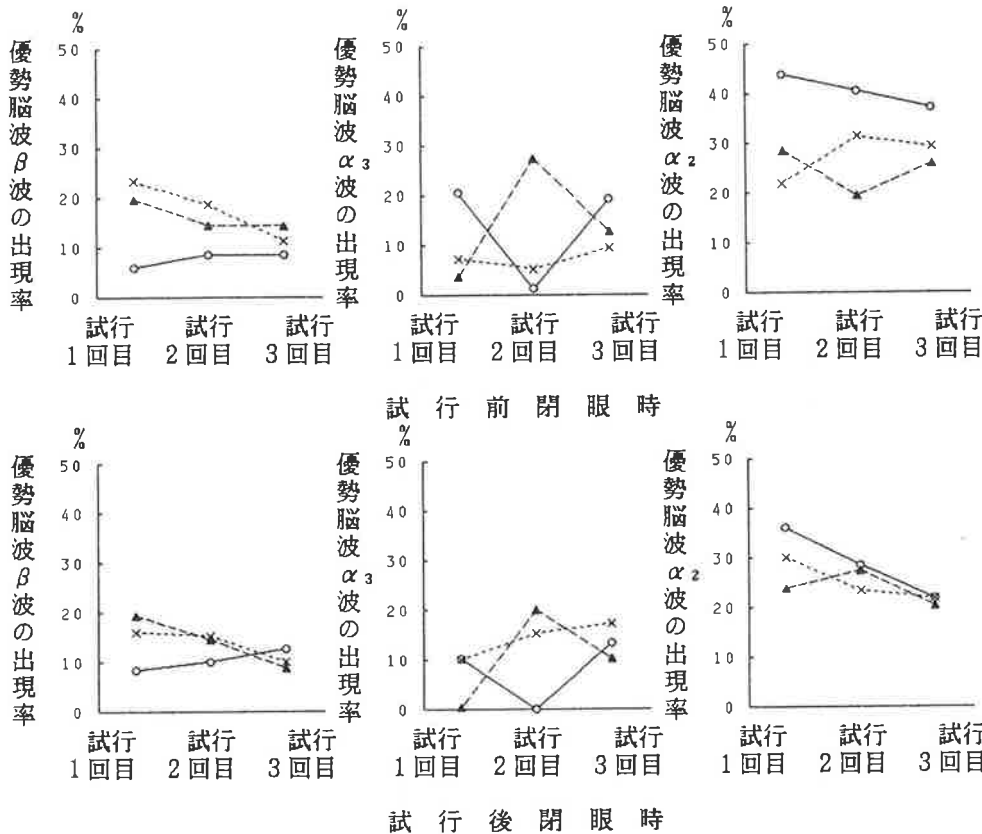 優勢脳波β波の出現率
%
50
40
30
20
10
0
試行 試行 試行
1回目 2回目 3回目
優勢脳波α3波の出現率
%
50
40
30
20
10
0
試行 試行 試行
1回目 2回目 3回目
優勢脳波α2波の出現率
%
50
40
30
20
10
0
試行 試行 試行
1回目 2回目 3回目
試行前閉眼時
優勢脳波β波の出現率
%
50
40
30
20
10
0
試行 試行 試行
1回目 2回目 3回目
優勢脳波α3波の出現率
%
50
40
30
20
10
0
試行 試行 試行
1回目 2回目 3回目
優勢脳波α2波の出現率
%
50
40
30
20
10
0
試行 試行 試行
1回目 2回目 3回目
試行後閉眼時